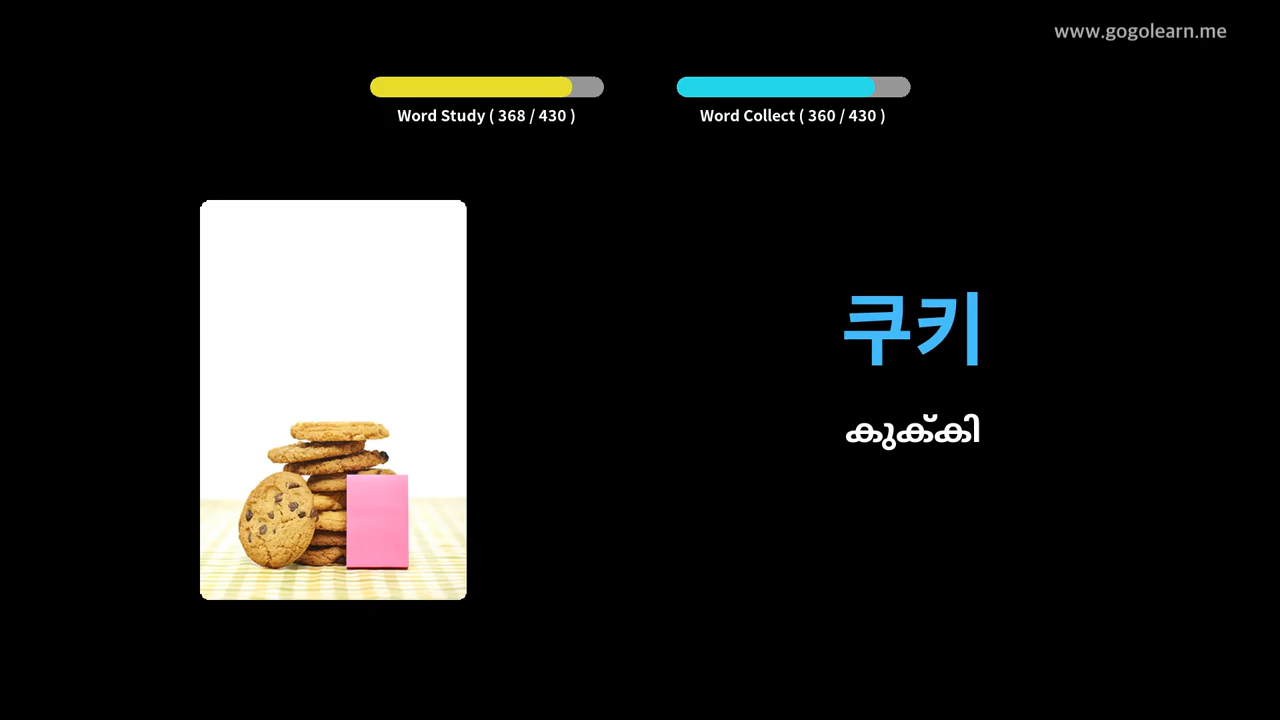 www.gogolearn.me
Word Study ( 368 / 430 )
Word Collect ( 360 / 430 )
쿠키
കുക്കി